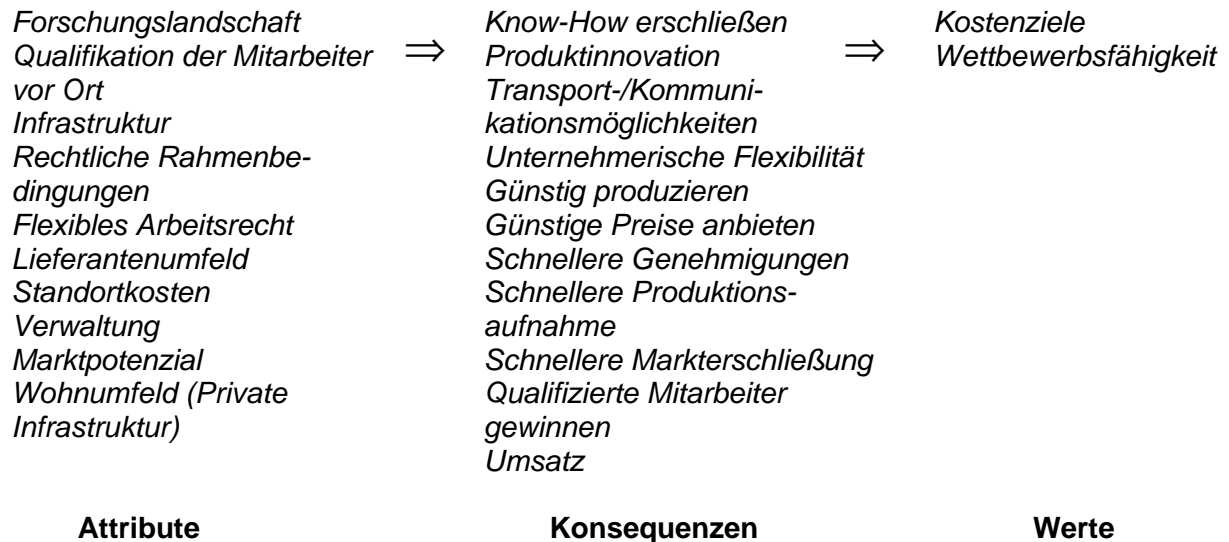 Forschungslandschaft
Qualifikation der Mitarbeiter
vor Ort
Infrastruktur
Rechtliche Rahmenbe-
dingungen
Flexibles Arbeitsrecht
Lieferantenumfeld
Standortkosten
Verwaltung
Marktpotenzial
Wohnumfeld (Private
Infrastruktur)
⇒
Know-How erschließen
Produktinnovation
Transport-/Kommuni-
kationsmöglichkeiten
Unternehmerische Flexibilität
Günstig produzieren
Günstige Preise anbieten
Schnellere Genehmigungen
Schnellere Produktions-
aufnahme
Schnellere Markterschließung
Qualifizierte Mitarbeiter
gewinnen
Umsatz
⇒
Kostenziele
Wettbewerbsfähigkeit
Attribute
Konsequenzen
Werte